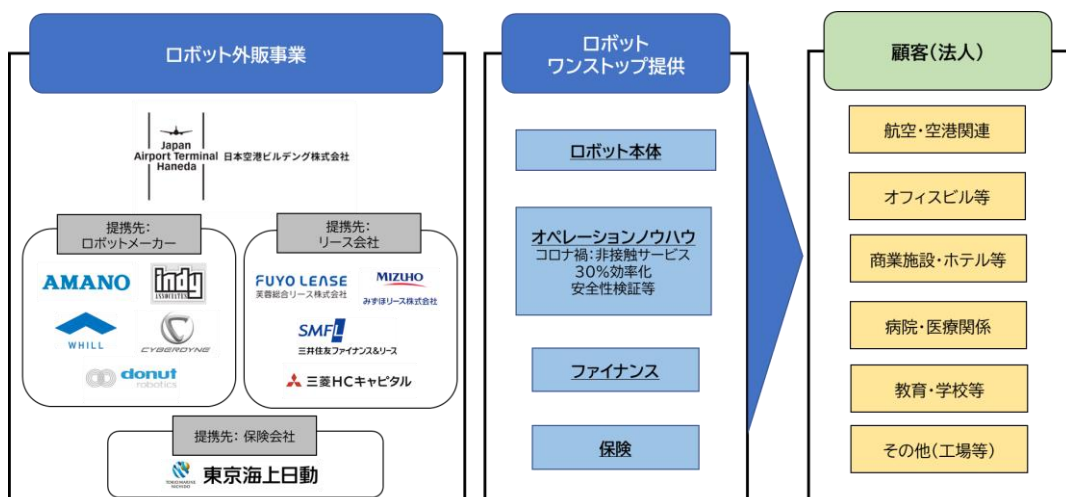 ロボット外販事業
Japan
Airport Terminal
Haneda
日本空港ビルデング株式会社
提携先:
ロボットメーカー
AMANO
indy
ASSOCIATES
WHILL
CYBERDYNE
donut
robotics
提携先:
リース会社
FUYO LEASE
芙蓉総合リース株式会社
MIZUHO
みずほリース株式会社
SMFL
三井住友ファイナンス&リース
三菱HCキャピタル
提携先: 保険会社
TOKIO MARINE
NICHIDO
東京海上日動
ロボット
ワンストップ提供
ロボット本体
オペレーションノウハウ
コロナ禍:非接触サービス
30%効率化
安全性検証等
ファイナンス
保険
顧客(法人)
航空・空港関連
オフィスビル等
商業施設・ホテル等
病院・医療関係
教育・学校等
その他(工場等)